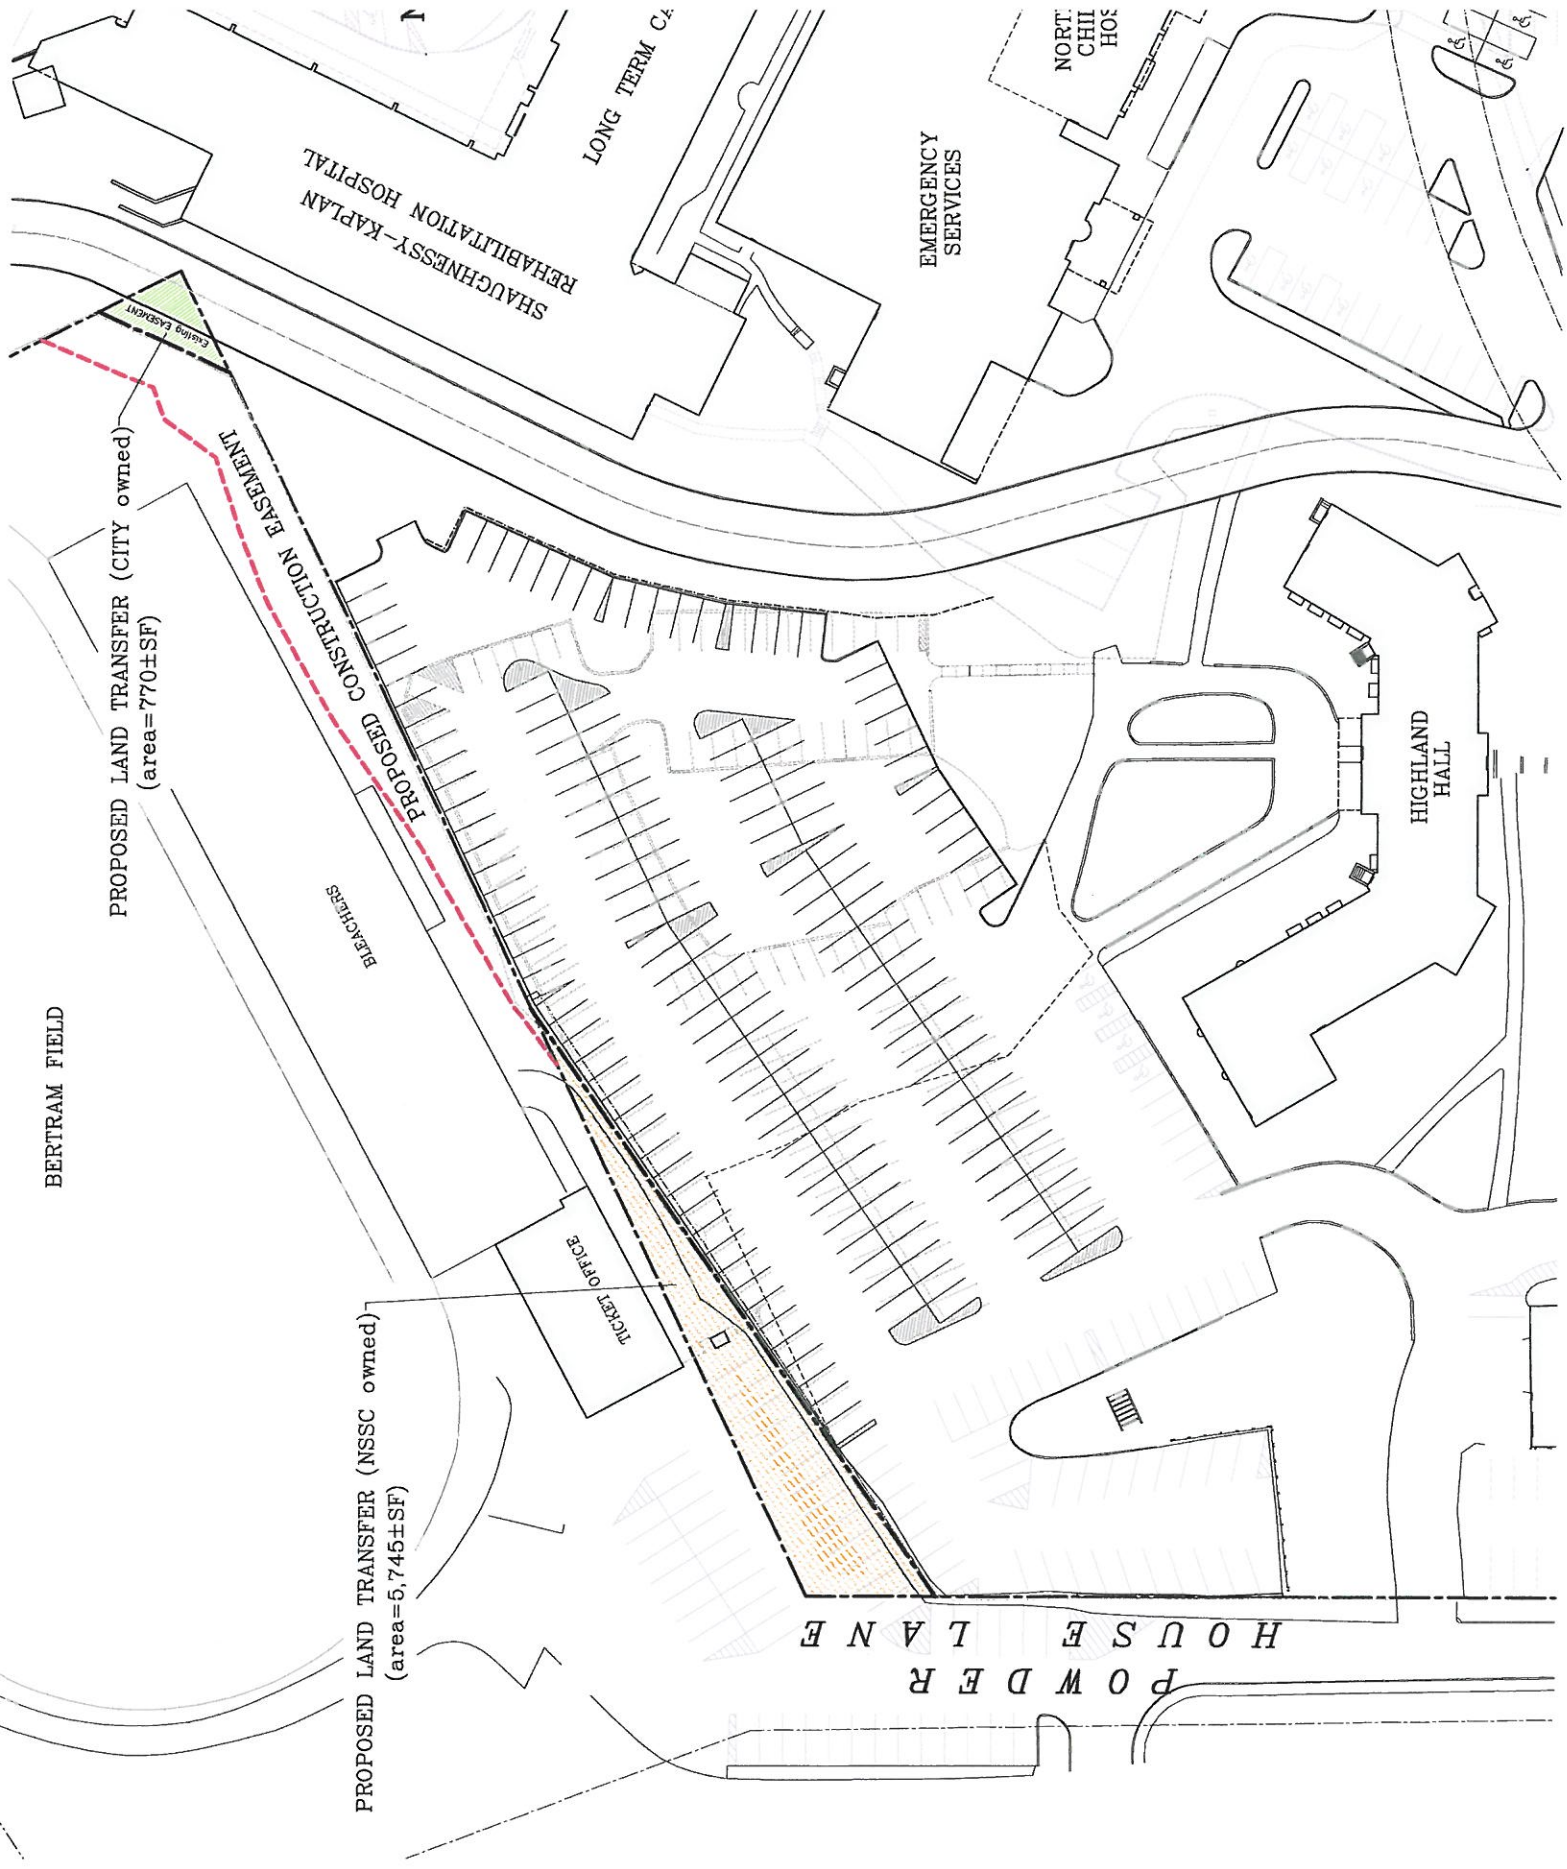 NORT
CHIL
HOS
LONG TERM CA
EMERGENCY
SERVICES
SHAUGHNESSY-KAPLAN
REHABILITATION HOSPITAL
Existing EASEMENT
PROPOSED LAND TRANSFER (CITY owned)
(area=770±SF)
PROPOSED CONSTRUCTION EASEMENT
BLEACHERS
HIGHLAND
HALL
BERTRAM FIELD
TICKET OFFICE
PROPOSED LAND TRANSFER (NSSC owned)
(area=5,745±SF)
POWDER
HOUSE LANE